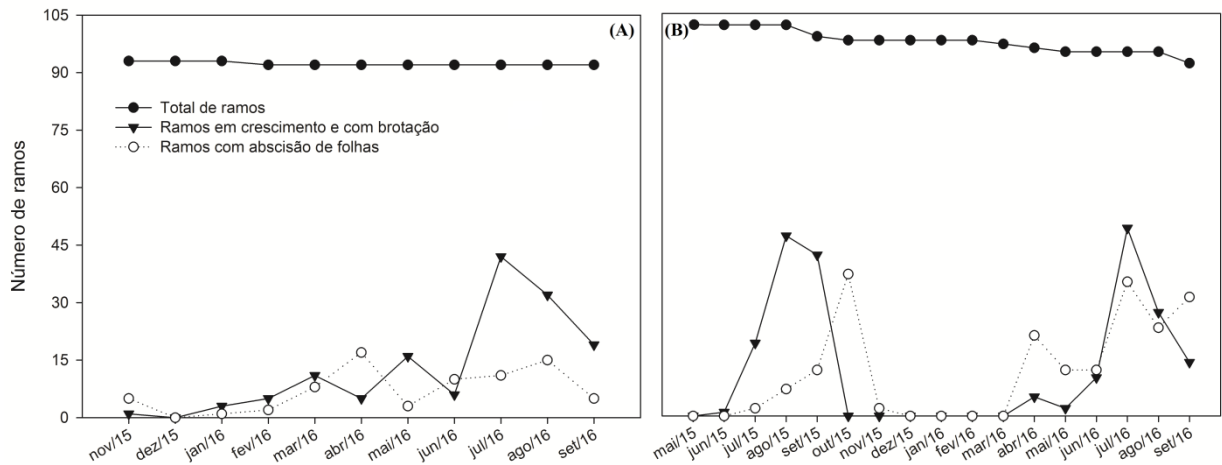 105
90
75
60
45
30
15
0
Número de ramos
(A)
(B)
Total de ramos
Ramos em crescimento e com brotação
Ramos com abscisão de folhas
nov/15 dez/15 jan/16 fev/16 mar/16 abr/16 mai/16 jun/16 jul/16 ago/16 set/16
mai/15 jun/15 jul/15 ago/15 set/15 out/15 nov/15 dez/15 jan/16 fev/16 mar/16 abr/16 mai/16 jun/16 jul/16 ago/16 set/16